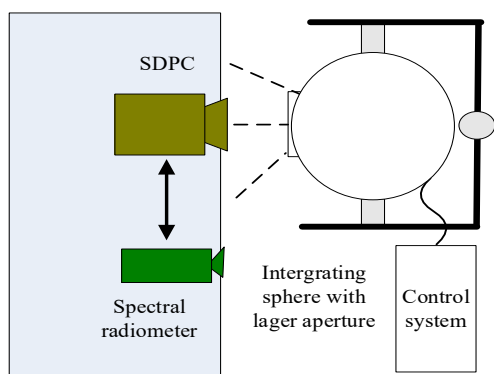 SDPC
Spectral
radiometer
Intergrating
sphere with
lager aperture
Control
system